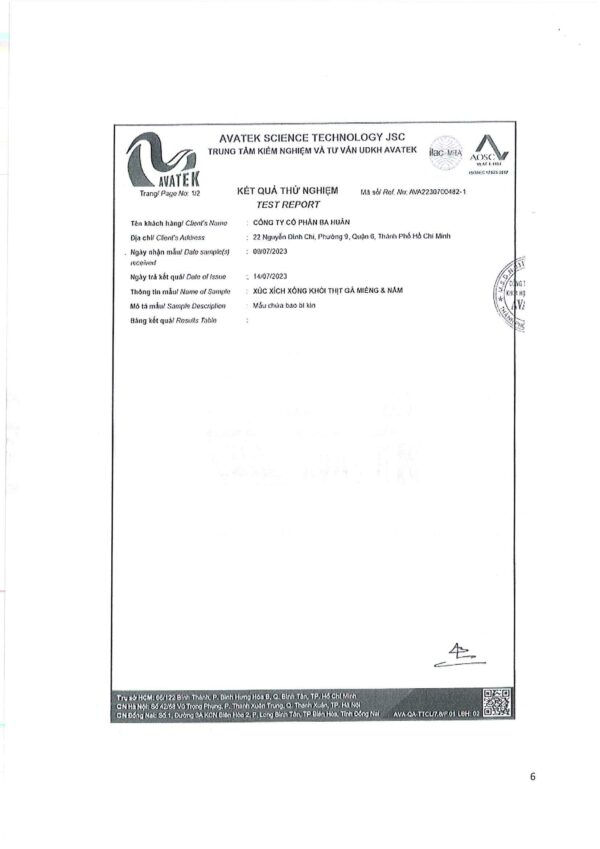 AVATEK
AVATEK SCIENCE TECHNOLOGY JSC
TRUNG TÂM KIỂM NGHIỆM VÀ TƯ VẤN UDKH AVATEK
ilac-MRA
AOSC
ISO/IEC 17025:2017
Trang/ Page No: 1/2
KẾT QUẢ THỬ NGHIỆM
Mã số/ Ref. No: AVA2230700482-1
TEST REPORT
Tên khách hàng/ Client's Name : CÔNG TY CỔ PHẦN BA HUÂN
Địa chỉ/ Client's Address : 22 Nguyễn Đình Chi, Phường 9, Quận 6, Thành Phố Hồ Chí Minh
Ngày nhận mẫu/ Date sample(s) : 09/07/2023
received
Ngày trả kết quả/ Date of Issue : 14/07/2023
Thông tin mẫu/ Name of Sample : XÚC XÍCH XÔNG KHÓI THỊT GÀ MIẾNG & NẤM
Mô tả mẫu/ Sample Description : Mẫu chứa bao bì kín
Bảng kết quả/ Results Table :
Trụ sở HCM: 66/122 Bình Thành, P. Bình Hưng Hòa B, Q. Bình Tân, TP. Hồ Chí Minh
CN Hà Nội: Số 42/68 Vũ Trọng Phụng, P. Thanh Xuân Trung, Q. Thanh Xuân, TP. Hà Nội
CN Đồng Nai: Số 1, Đường 3A KCN Biên Hòa 2, P. Long Bình Tân, TP Biên Hòa, Tỉnh Đồng Nai AVA-QA-TTCL/7.8/F.01 LBH: 02
6